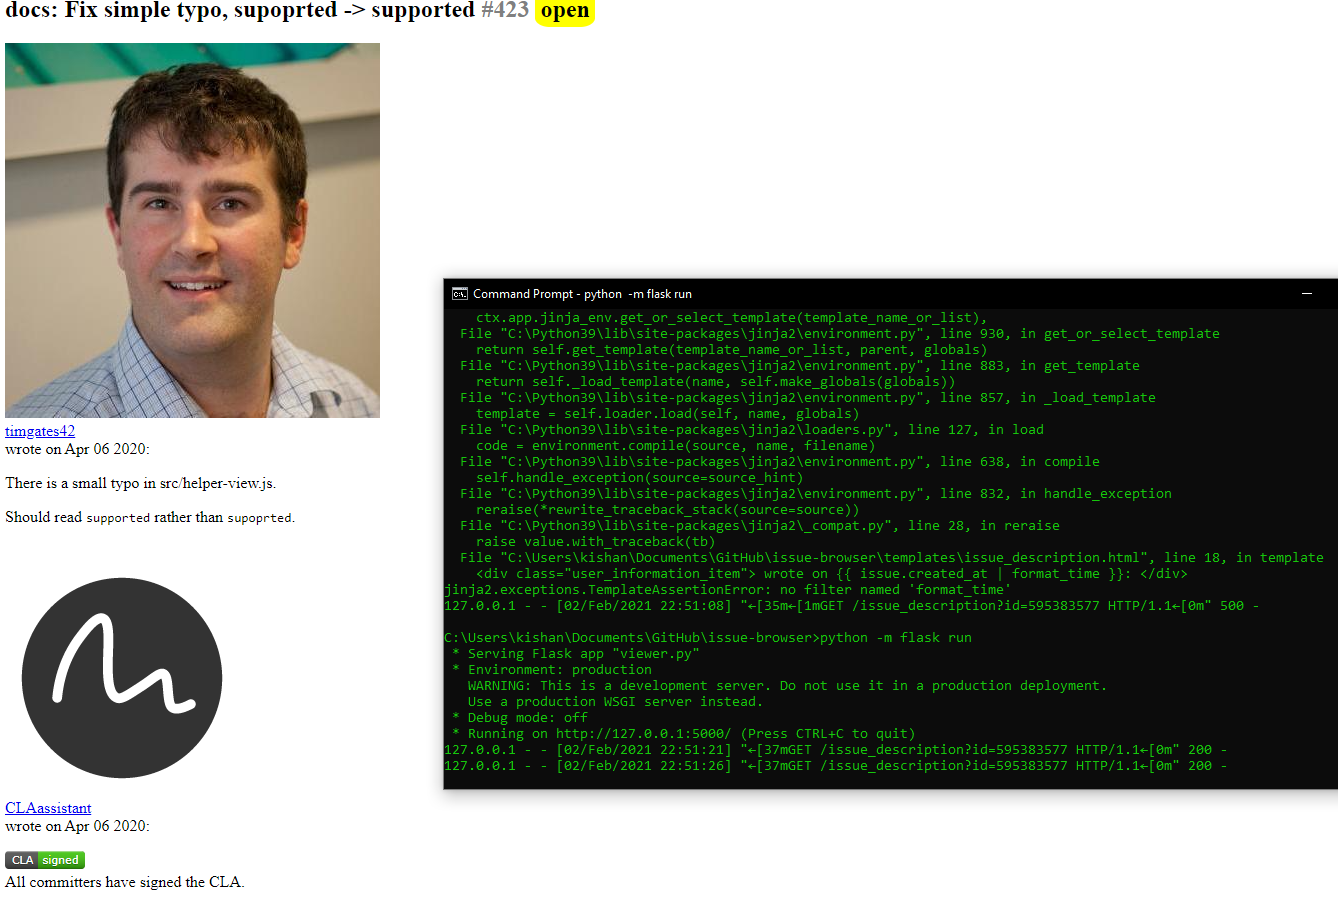 docs: Fix simple typo, supoprted -> supported #423 open
timgates42
wrote on Apr 06 2020:
There is a small typo in src/helper-view.js.
Should read supported rather than supoprted.
CLAassistant
wrote on Apr 06 2020:
CLA signed
All committers have signed the CLA.
Command Prompt - python  -m flask run
ctx.app.jinja_env.get_or_select_template(template_name_or_list),
File "C:\Python39\lib\site-packages\jinja2\environment.py", line 930, in get_or_select_template
return self.get_template(template_name_or_list, parent, globals)
File "C:\Python39\lib\site-packages\jinja2\environment.py", line 883, in get_template
return self._load_template(name, self.make_globals(globals))
File "C:\Python39\lib\site-packages\jinja2\environment.py", line 857, in _load_template
template = self.loader.load(self, name, globals)
File "C:\Python39\lib\site-packages\jinja2\loaders.py", line 127, in load
code = environment.compile(source, name, filename)
File "C:\Python39\lib\site-packages\jinja2\environment.py", line 638, in compile
self.handle_exception(source=source_hint)
File "C:\Python39\lib\site-packages\jinja2\environment.py", line 832, in handle_exception
reraise(*rewrite_traceback_stack(source=source))
File "C:\Python39\lib\site-packages\jinja2\_compat.py", line 28, in reraise
raise value.with_traceback(tb)
File "C:\Users\kishan\Documents\GitHub\issue-browser\templates\issue_description.html", line 18, in template
<div class="user_information_item"> wrote on {{ issue.created_at | format_time }}: </div>
jinja2.exceptions.TemplateAssertionError: no filter named 'format_time'
127.0.0.1 - - [02/Feb/2021 22:51:08] "←[35m←[1mGET /issue_description?id=595383577 HTTP/1.1←[0m" 500 -
C:\Users\kishan\Documents\GitHub\issue-browser>python -m flask run
* Serving Flask app "viewer.py"
* Environment: production
WARNING: This is a development server. Do not use it in a production deployment.
Use a production WSGI server instead.
* Debug mode: off
* Running on http://127.0.0.1:5000/ (Press CTRL+C to quit)
127.0.0.1 - - [02/Feb/2021 22:51:21] "←[37mGET /issue_description?id=595383577 HTTP/1.1←[0m" 200 -
127.0.0.1 - - [02/Feb/2021 22:51:26] "←[37mGET /issue_description?id=595383577 HTTP/1.1←[0m" 200 -